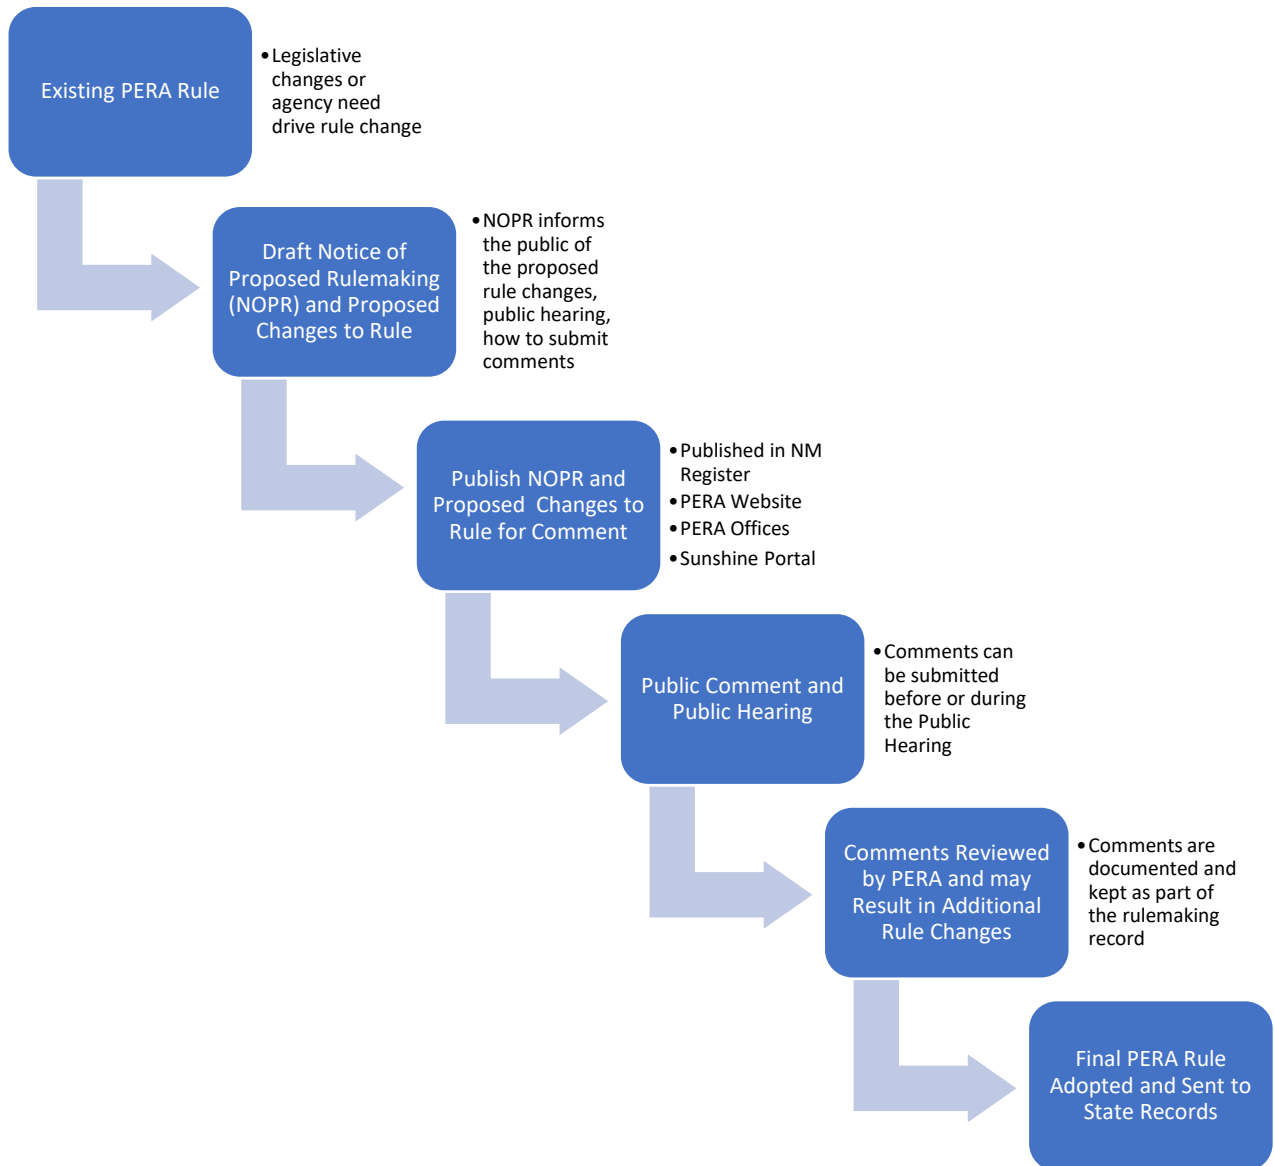 Existing PERA Rule
•Legislative
changes or
agency need
drive rule change
Draft Notice of
Proposed Rulemaking
(NOPR) and Proposed
Changes to Rule
•NOPR informs
the public of
the proposed
rule changes,
public hearing,
how to submit
comments
Publish NOPR and
Proposed  Changes to
Rule for Comment
•Published in NM
Register
•PERA Website
•PERA Offices
•Sunshine Portal
Public Comment and
Public Hearing
•Comments can
be submitted
before or during
the Public
Hearing
Comments Reviewed
by PERA and may
Result in Additional
Rule Changes
•Comments are
documented and
kept as part of
the rulemaking
record
Final PERA Rule
Adopted and Sent to
State Records